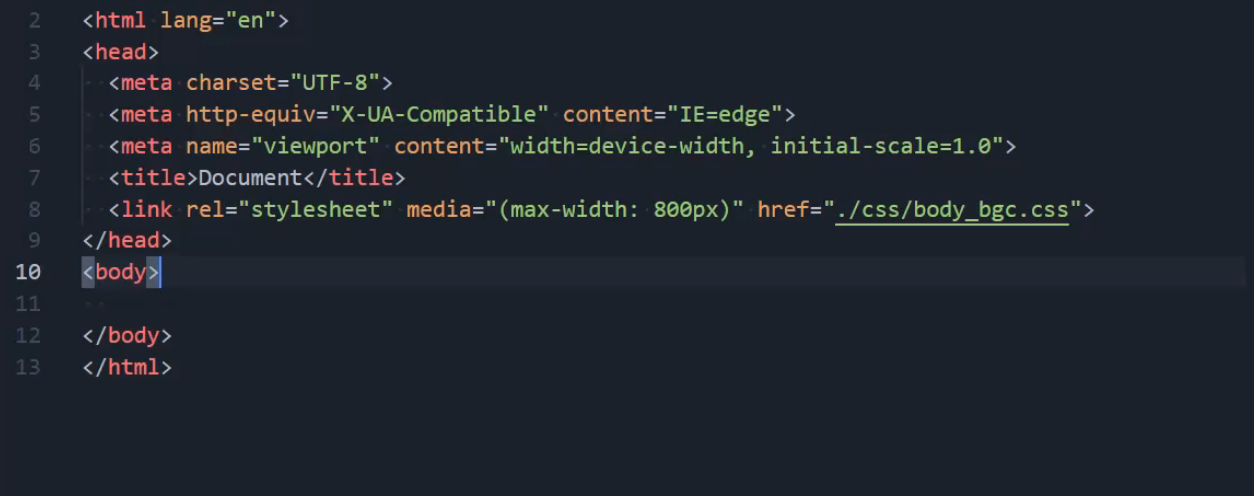 2 <html lang="en">
3 <head>
4   <meta charset="UTF-8">
5   <meta http-equiv="X-UA-Compatible" content="IE=edge">
6   <meta name="viewport" content="width=device-width, initial-scale=1.0">
7   <title>Document</title>
8   <link rel="stylesheet" media="(max-width: 800px)" href="./css/body_bgc.css">
9 </head>
10 <body>
11
12 </body>
13 </html>